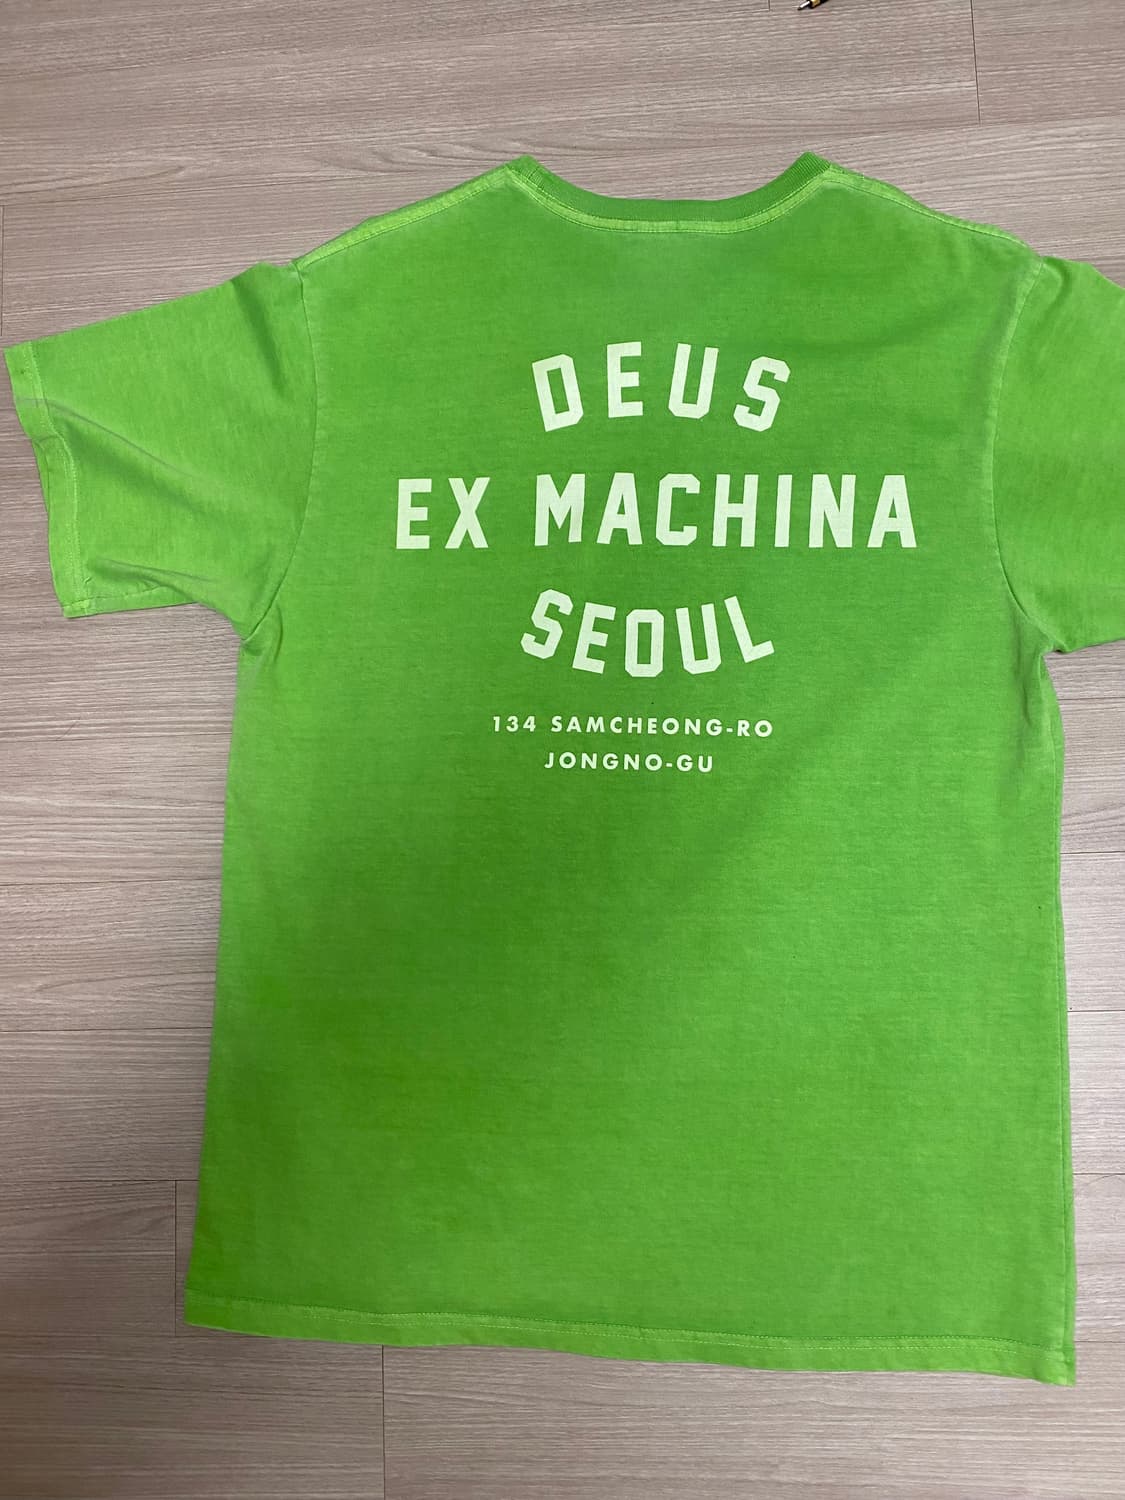 DEUS
EX MACHINA
SEOUL
134 SAMCHEONG-RO
JONGNO-GU